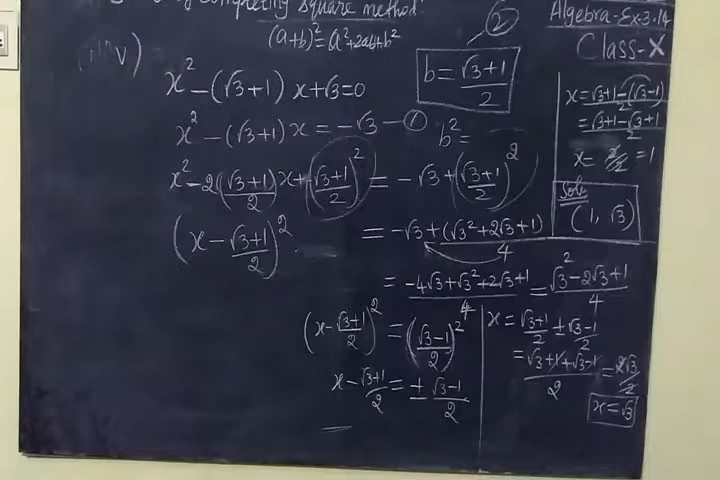 by completing square method:
(a+b)² = a²+2ab+b²
②
b = (√3+1)/2
Algebra-Ex-3.14
Class-X
v)
x² - (√3+1) x + √3 = 0
x² - (√3+1) x = -√3 - ①
b² =
x² - 2((√3+1)/2)x + ((√3+1)/2)² = -√3 + ((√3+1)/2)²
(x - (√3+1)/2)² = -√3 + (√3²+2√3+1)/4
= (-4√3+√3²+2√3+1)/4 = (√3²-2√3+1)/4
(x - (√3+1)/2)² = ((√3-1)/2)²
x - (√3+1)/2 = ± (√3-1)/2
x = (√3+1)/2 ± (√3-1)/2
= (√3+1+√3-1)/2 = 2√3/2
x = √3
x = (√3+1-(√3-1))/2
= (√3+1-√3+1)/2
x = 2/2 = 1
Soln
(1, √3)